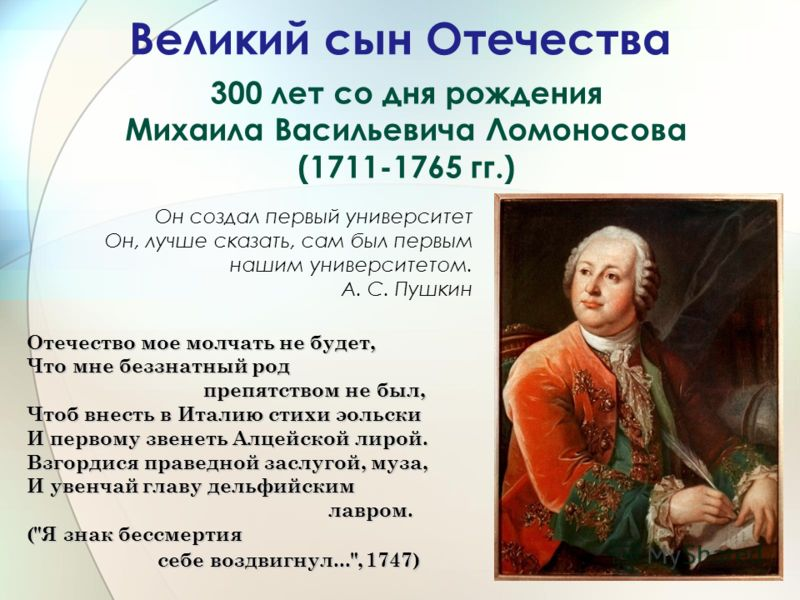 Великий сын Отечества
300 лет со дня рождения
Михаила Васильевича Ломоносова
(1711-1765 гг.)
Он создал первый университет
Он, лучше сказать, сам был первым
нашим университетом.
А. С. Пушкин
Отечество мое молчать не будет,
Что мне беззнатный род
препятством не был,
Чтоб внесть в Италию стихи эольски
И первому звенеть Алцейской лирой.
Взгордися праведной заслугой, муза,
И увенчай главу дельфийским
лавром.
("Я знак бессмертия
себе воздвигнул...", 1747)
MyShared